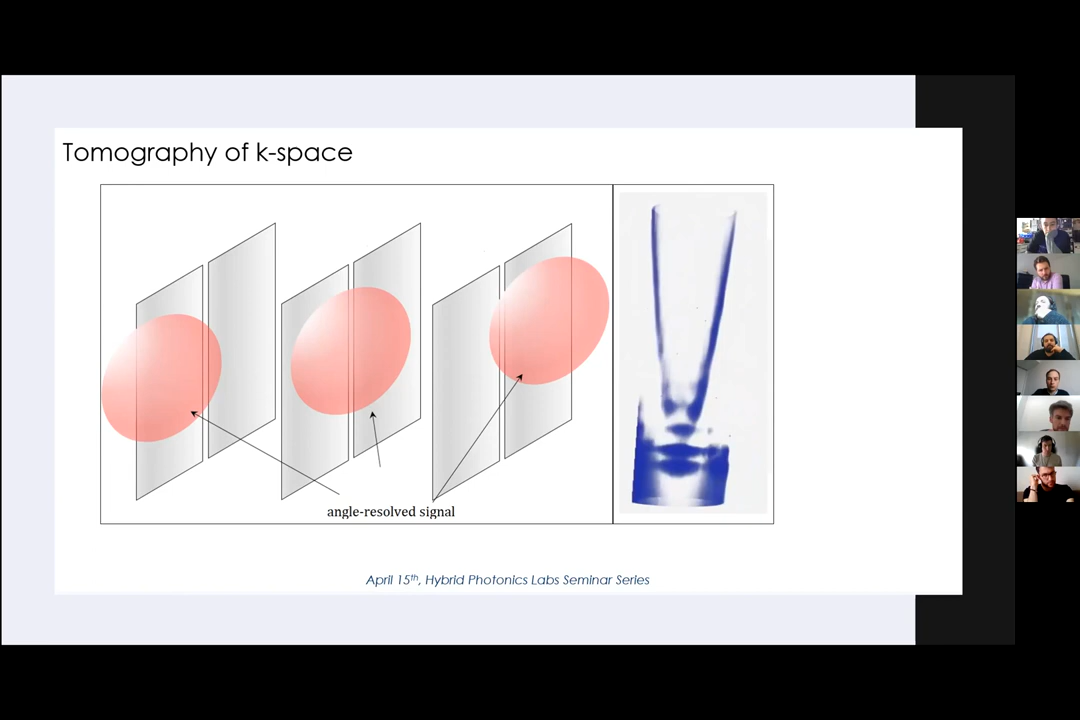 Tomography of k-space
angle-resolved signal
April 15th, Hybrid Photonics Labs Seminar Series